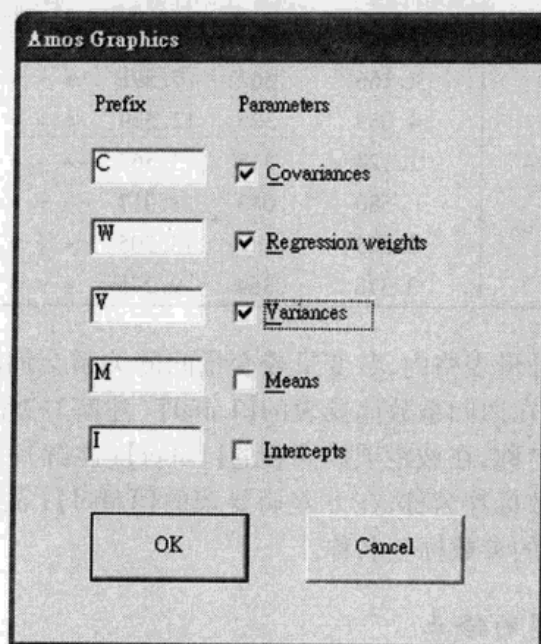 Amos Graphics
Prefix Parameters
C Covariances
W Regression weights
V Variances
M Means
I Intercepts
OK Cancel